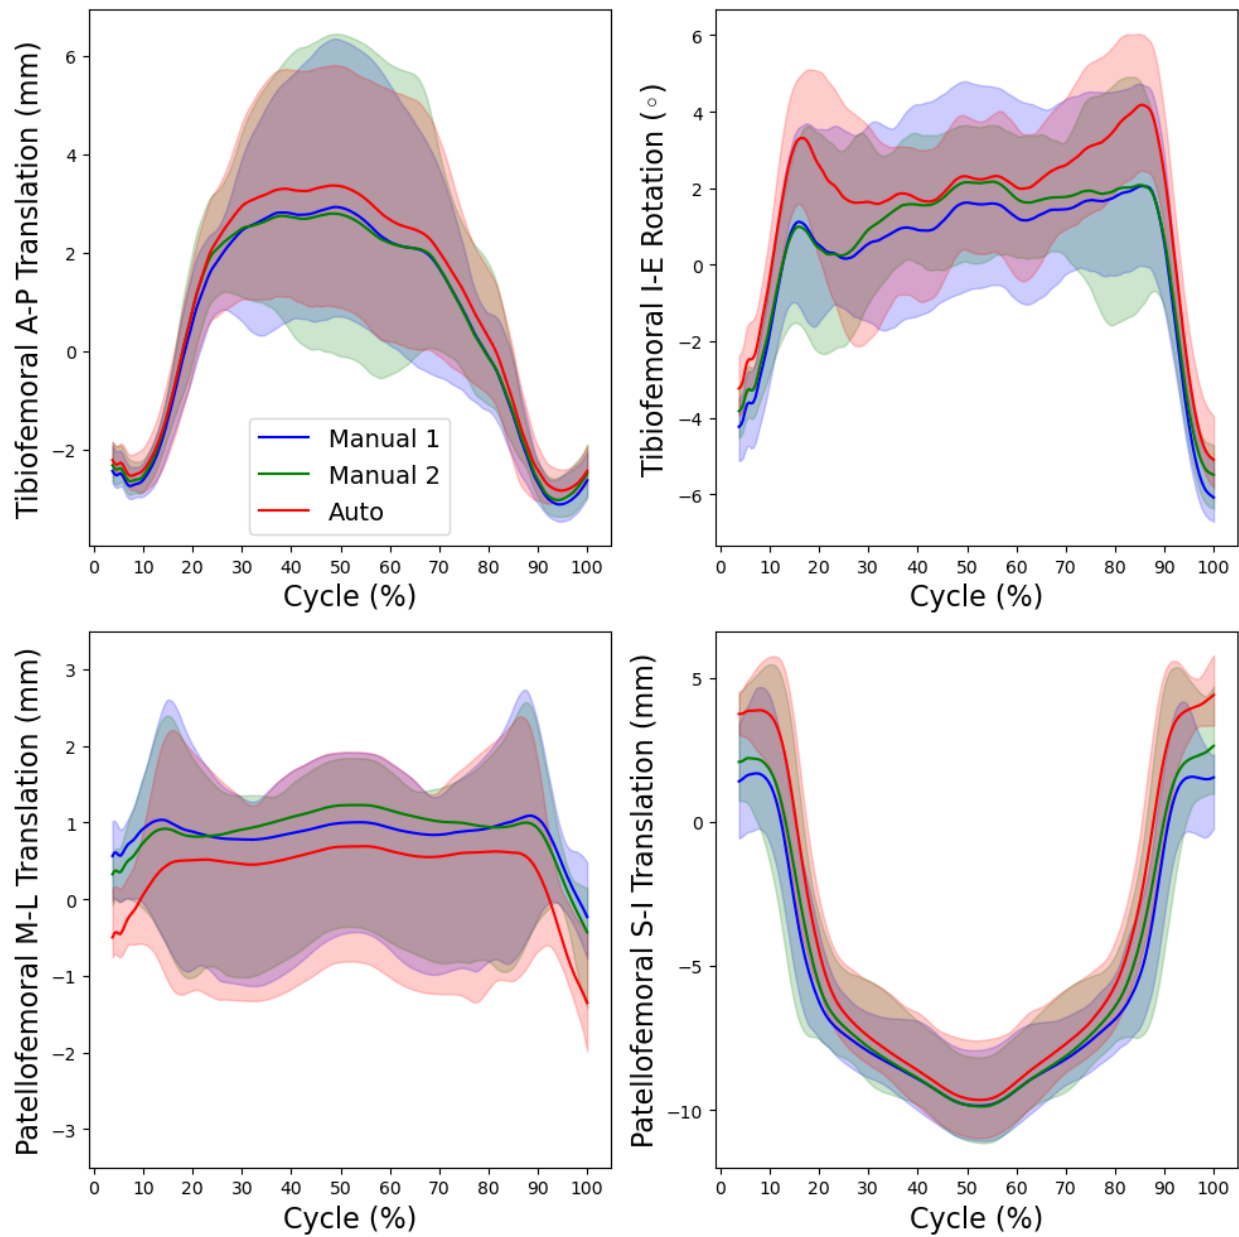 Tibiofemoral A-P Translation (mm)
6
4
2
0
−2
Manual 1
Manual 2
Auto
0 10 20 30 40 50 60 70 80 90 100
Cycle (%)
Tibiofemoral I-E Rotation (◦)
6
4
2
0
−2
−4
−6
0 10 20 30 40 50 60 70 80 90 100
Cycle (%)
Patellofemoral M-L Translation (mm)
3
2
1
0
−1
−2
−3
0 10 20 30 40 50 60 70 80 90 100
Cycle (%)
Patellofemoral S-I Translation (mm)
5
0
−5
−10
0 10 20 30 40 50 60 70 80 90 100
Cycle (%)